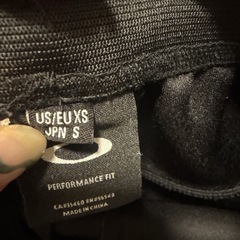 US/EU XS
JPN S
PERFORMANCE FIT
MADE IN CHINA